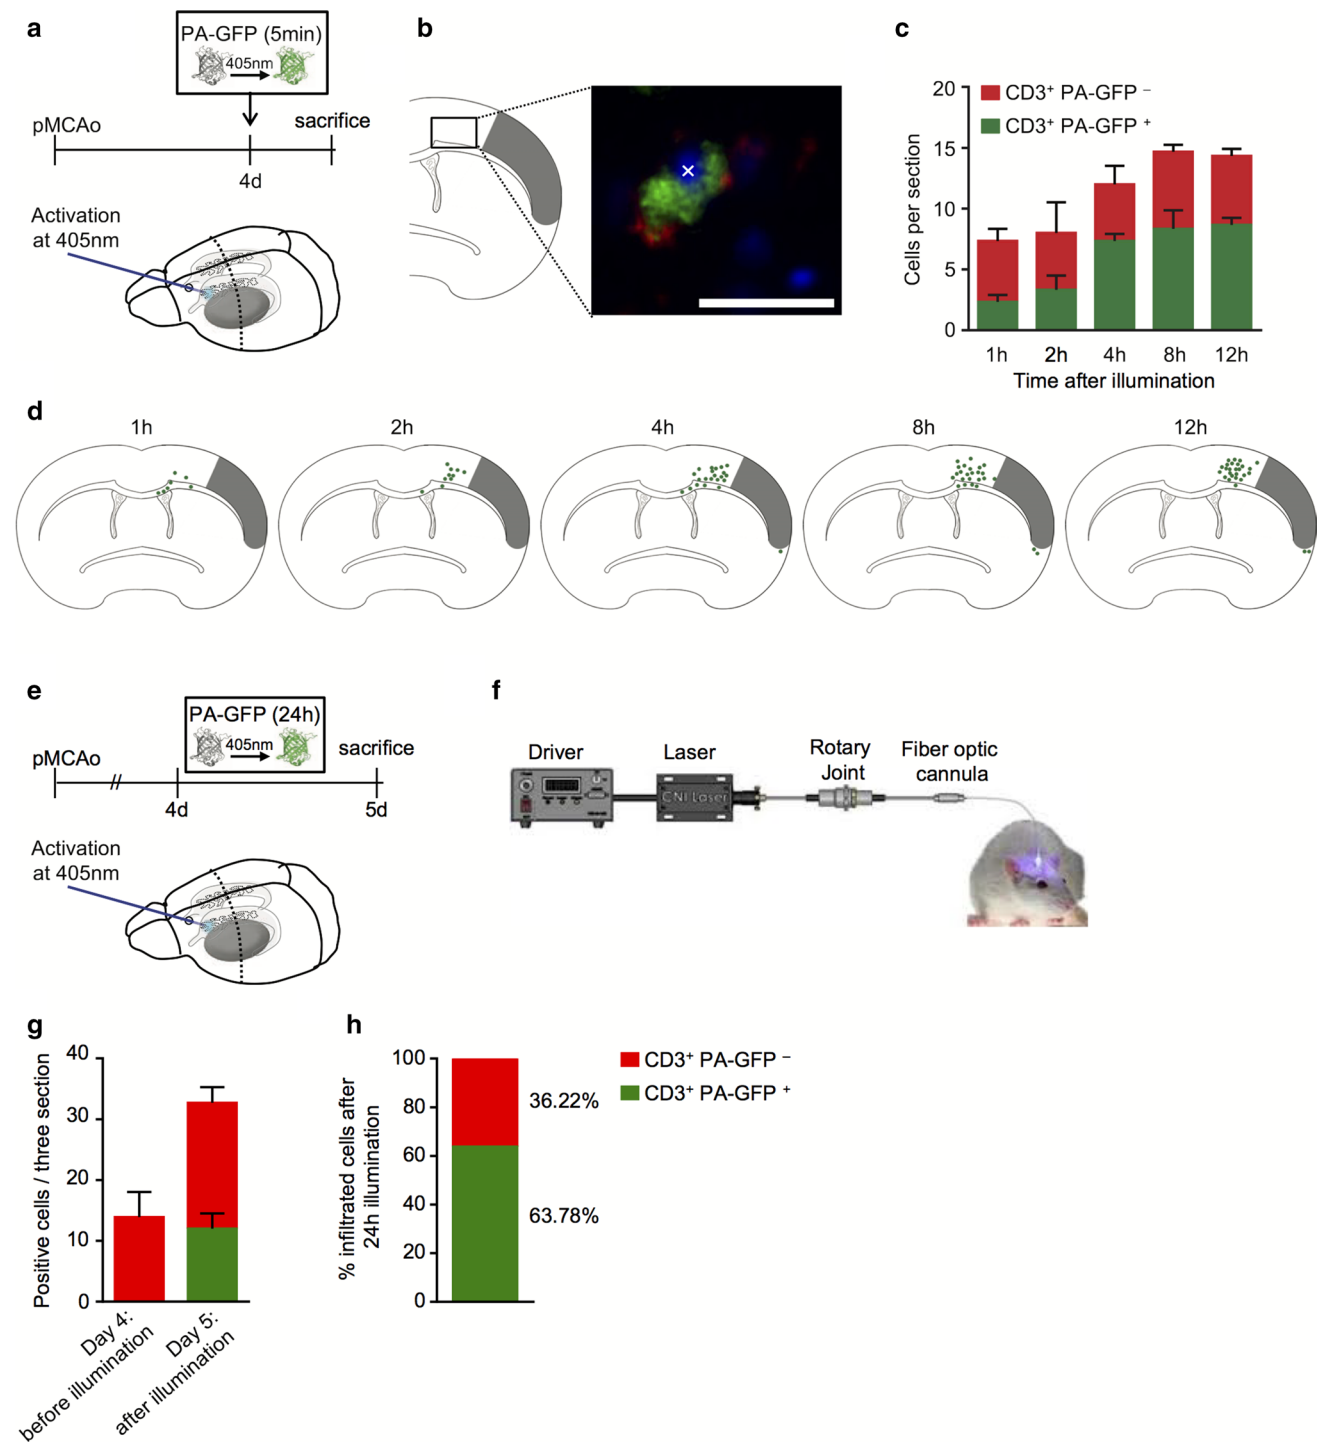 a
PA-GFP (5min)
405nm
pMCAo
sacrifice
4d
Activation
at 405nm
b
×
c
CD3⁺ PA-GFP ⁻
CD3⁺ PA-GFP ⁺
Cells per section
20
15
10
5
0
1h 2h 4h 8h 12h
Time after illumination
d
1h 2h 4h 8h 12h
e
PA-GFP (24h)
405nm
pMCAo
sacrifice
4d
5d
Activation
at 405nm
f
Driver
Laser
Rotary
Joint
Fiber optic
cannula
CNI Laser
g
Positive cells / three section
40
30
20
10
0
Day 4:
before illumination
Day 5:
after illumination
h
% infiltrated cells after
24h illumination
100
80
60
40
20
0
36.22%
63.78%
CD3⁺ PA-GFP ⁻
CD3⁺ PA-GFP ⁺